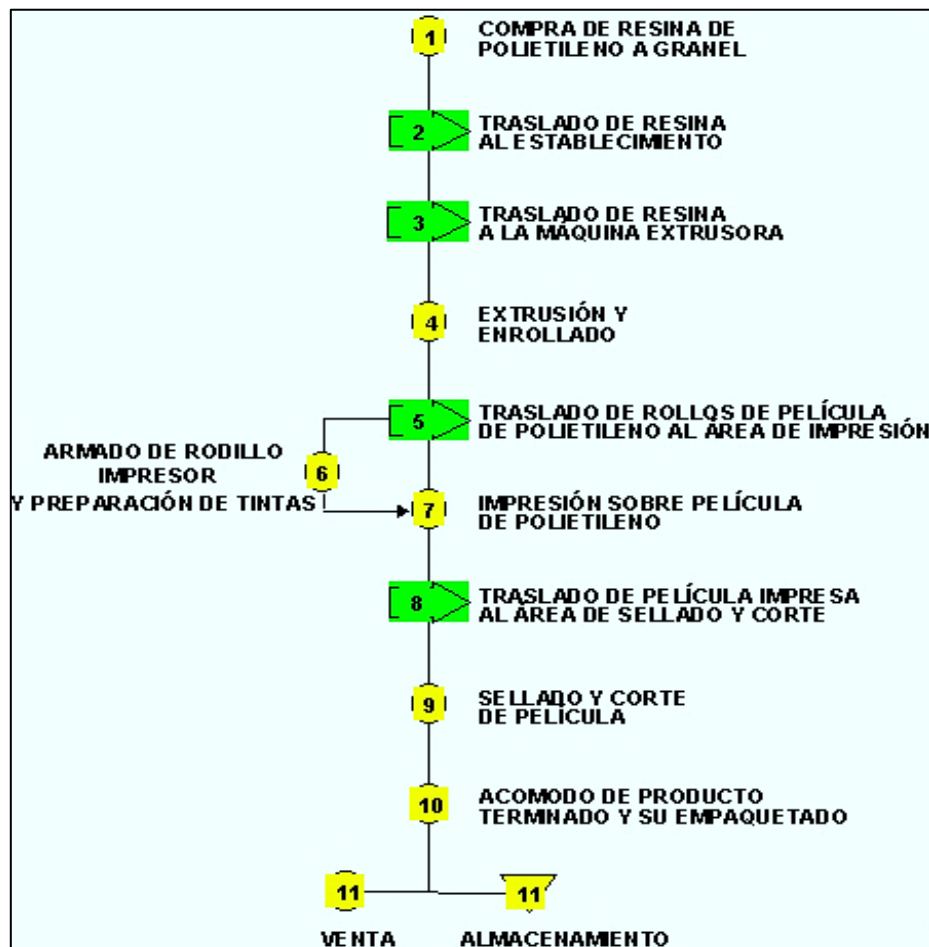 1
COMPRA DE RESINA DE
POLIETILENO A GRANEL
2
TRASLADO DE RESINA
AL ESTABLECIMIENTO
3
TRASLADO DE RESINA
A LA MÁQUINA EXTRUSORA
4
EXTRUSIÓN Y
ENROLLADO
5
TRASLADO DE ROLLOS DE PELÍCULA
DE POLIETILENO AL ÁREA DE IMPRESIÓN
ARMADO DE RODILLO
IMPRESOR
Y PREPARACIÓN DE TINTAS
6
7
IMPRESIÓN SOBRE PELÍCULA
DE POLIETILENO
8
TRASLADO DE PELÍCULA IMPRESA
AL ÁREA DE SELLADO Y CORTE
9
SELLADO Y CORTE
DE PELÍCULA
10
ACOMODO DE PRODUCTO
TERMINADO Y SU EMPAQUETADO
11
11
VENTA
ALMACENAMIENTO